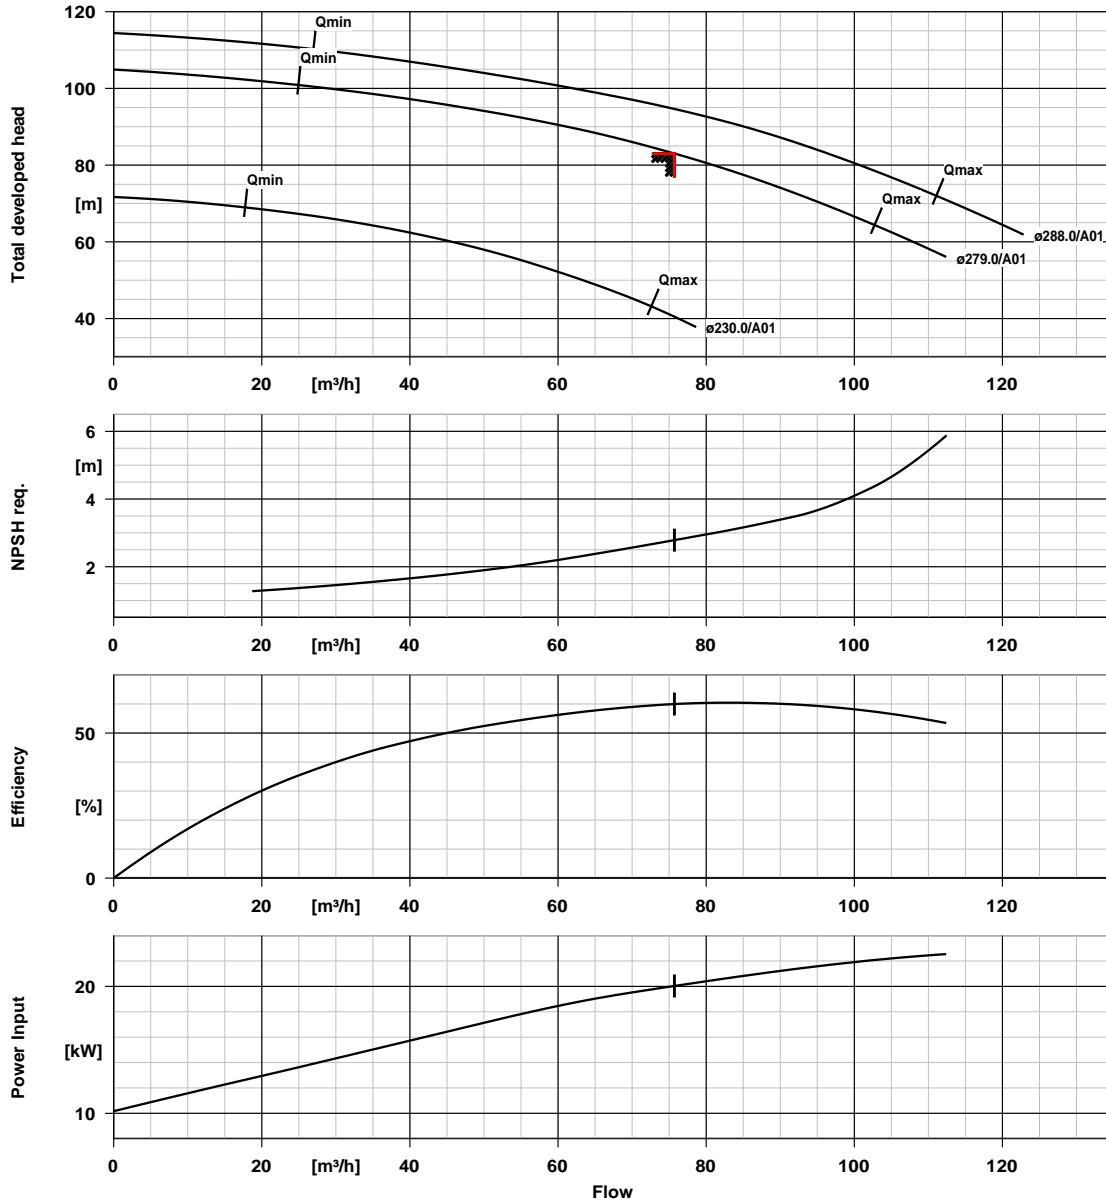 120
100
80
[m]
60
40
Total developed head
Qmin
Qmin
Qmin
Qmax
Qmax
Qmax
ø288.0/A01_
ø279.0/A01
ø230.0/A01
0 20 [m³/h] 40 60 80 100 120
6
[m]
4
2
NPSH req.
0 20 [m³/h] 40 60 80 100 120
50
[%]
0
Efficiency
0 20 [m³/h] 40 60 80 100 120
20
[kW]
10
Power Input
0 20 [m³/h] 40 60 80 100 120
Flow